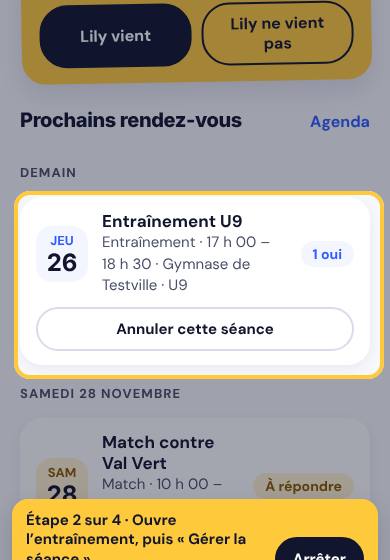 Lily vient
Lily ne vient
pas
Prochains rendez-vous
Agenda
DEMAIN
JEU
26
Entraînement U9
Entraînement · 17 h 00 –
18 h 30 · Gymnase de
Testville · U9
1 oui
Annuler cette séance
SAMEDI 28 NOVEMBRE
SAM
28
Match contre
Val Vert
Match · 10 h 00 –
À répondre
Étape 2 sur 4 · Ouvre
l’entraînement, puis « Gérer la
séance »
Arrêter